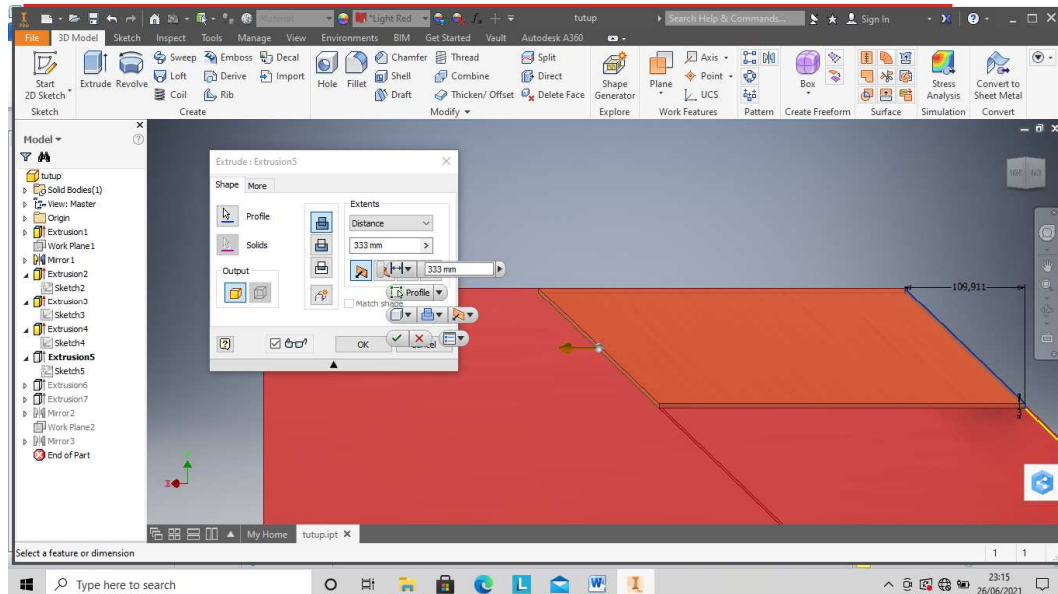 Material
"Light Red
tutup
Search Help & Commands...
Sign In
PRO
File 3D Model Sketch Inspect Tools Manage View Environments BIM Get Started Vault Autodesk A360
Start 2D Sketch
Extrude
Revolve
Sweep
Loft
Coil
Emboss
Derive
Rib
Decal
Import
Hole
Fillet
Chamfer
Shell
Draft
Thread
Combine
Thicken/ Offset
Split
Direct
Delete Face
Shape Generator
Plane
Axis
Point
UCS
Box
Stress Analysis
Convert to Sheet Metal
Sketch Create Modify Explore Work Features Pattern Create Freeform Surface Simulation Convert
Model
tutup
Solid Bodies(1)
View: Master
Origin
Extrusion1
Work Plane1
Mirror1
Extrusion2
Sketch2
Extrusion3
Sketch3
Extrusion4
Sketch4
Extrusion5
Sketch5
Extrusion6
Extrusion7
Mirror2
Work Plane2
Mirror3
End of Part
Extrude : Extrusion5
Shape More
Profile
Solids
Output
Extents
Distance
333 mm
Match shape
OK
333 mm
Profile
109,911
My Home tutup.ipt
Select a feature or dimension
1 1
Type here to search
23:15
26/06/2021